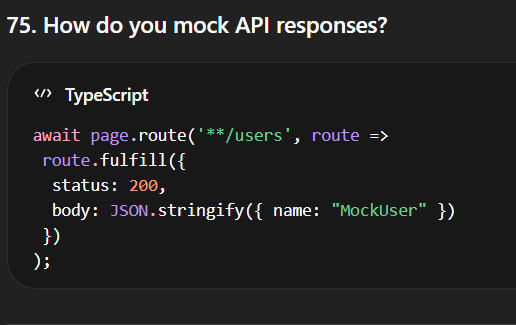 75. How do you mock API responses?
</> TypeScript
await page.route('**/users', route =>
 route.fulfill({
  status: 200,
  body: JSON.stringify({ name: "MockUser" })
 })
);